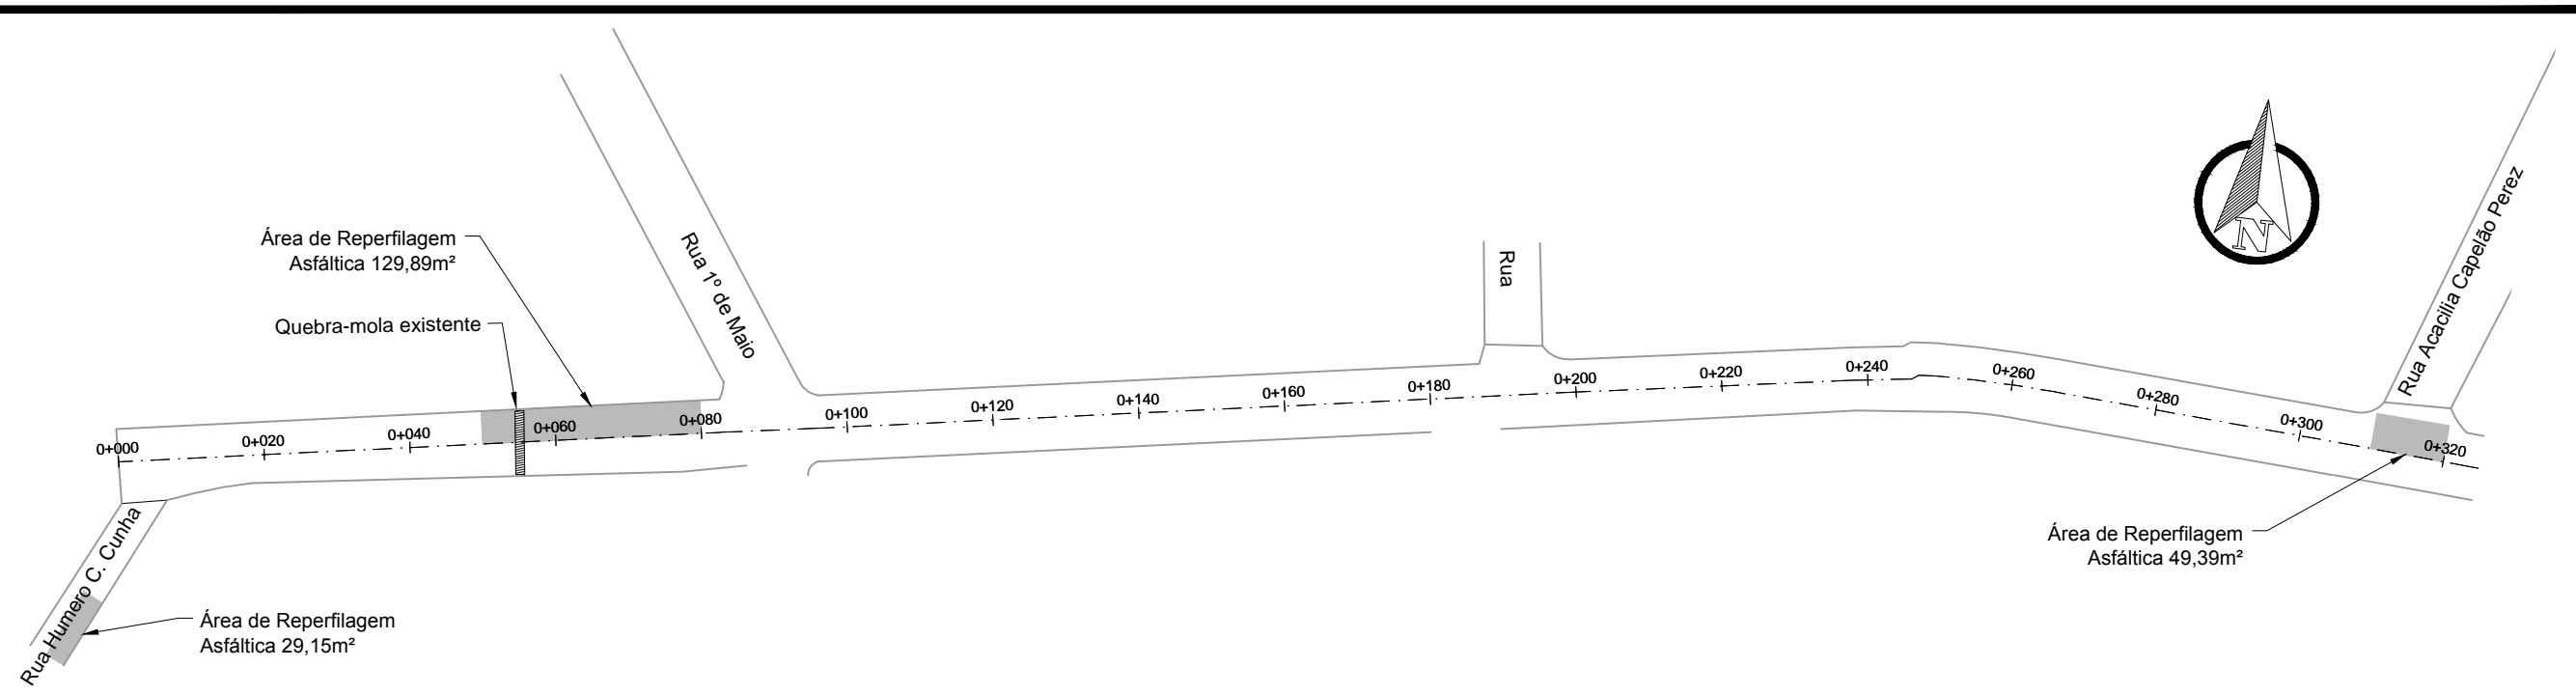 Área de Reperfilagem
Asfáltica 129,89m²
Quebra-mola existente
Rua 1º de Maio
Rua
N
Rua Acacilia Capelão Perez
0+000
0+020
0+040
0+060
0+080
0+100
0+120
0+140
0+160
0+180
0+200
0+220
0+240
0+260
0+280
0+300
0+320
Rua Humero C. Cunha
Área de Reperfilagem
Asfáltica 29,15m²
Área de Reperfilagem
Asfáltica 49,39m²